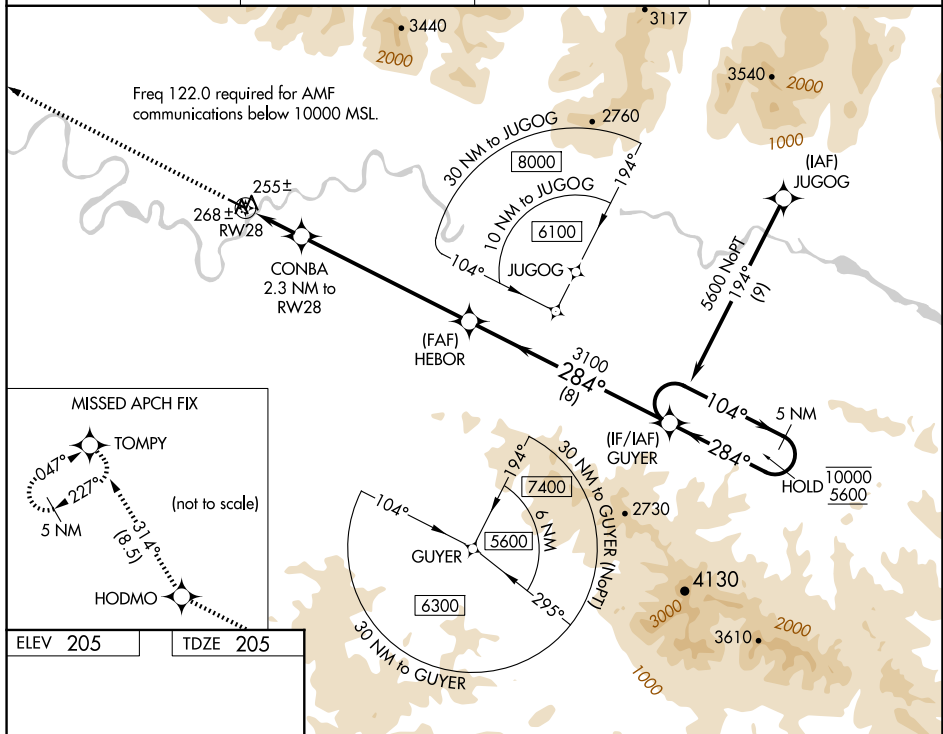 3440
3117
2000
3540
2000
1000
Freq 122.0 required for AMF
communications below 10000 MSL.
2760
30 NM to JUGOG
8000
194°
10 NM to JUGOG
6100
104°
JUGOG
(IAF)
JUGOG
5600 NoPT
194°
(9)
255±
268±
RW28
CONBA
2.3 NM to
RW28
(FAF)
HEBOR
3100
284°
(8)
104°
5 NM
284°
(IF/IAF)
GUYER
HOLD
10000
5600
MISSED APCH FIX
TOMPY
047°
227°
5 NM
(not to scale)
314°
(8.5)
HODMO
194°
7400
30 NM to GUYER (NoPT)
6 NM
104°
5600
GUYER
295°
6300
30 NM to GUYER
2730
4130
3000
2000
3610
1000
ELEV 205
TDZE 205